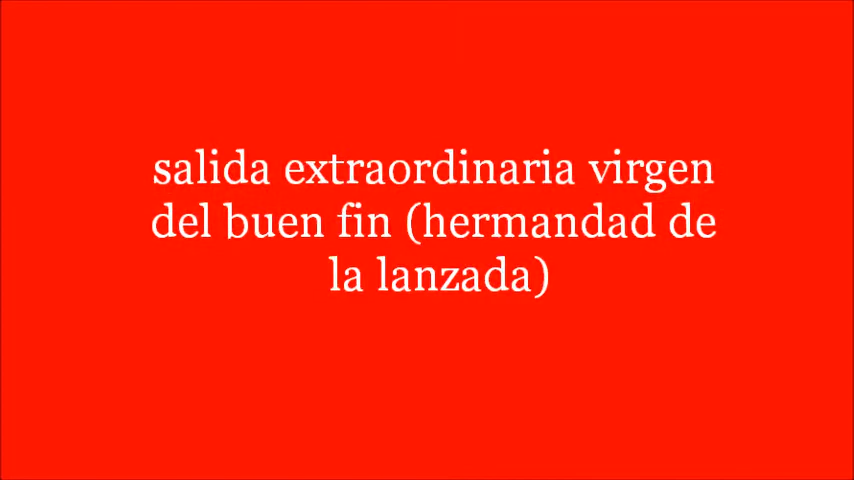 salida extraordinaria virgen
del buen fin (hermandad de
la lanzada)